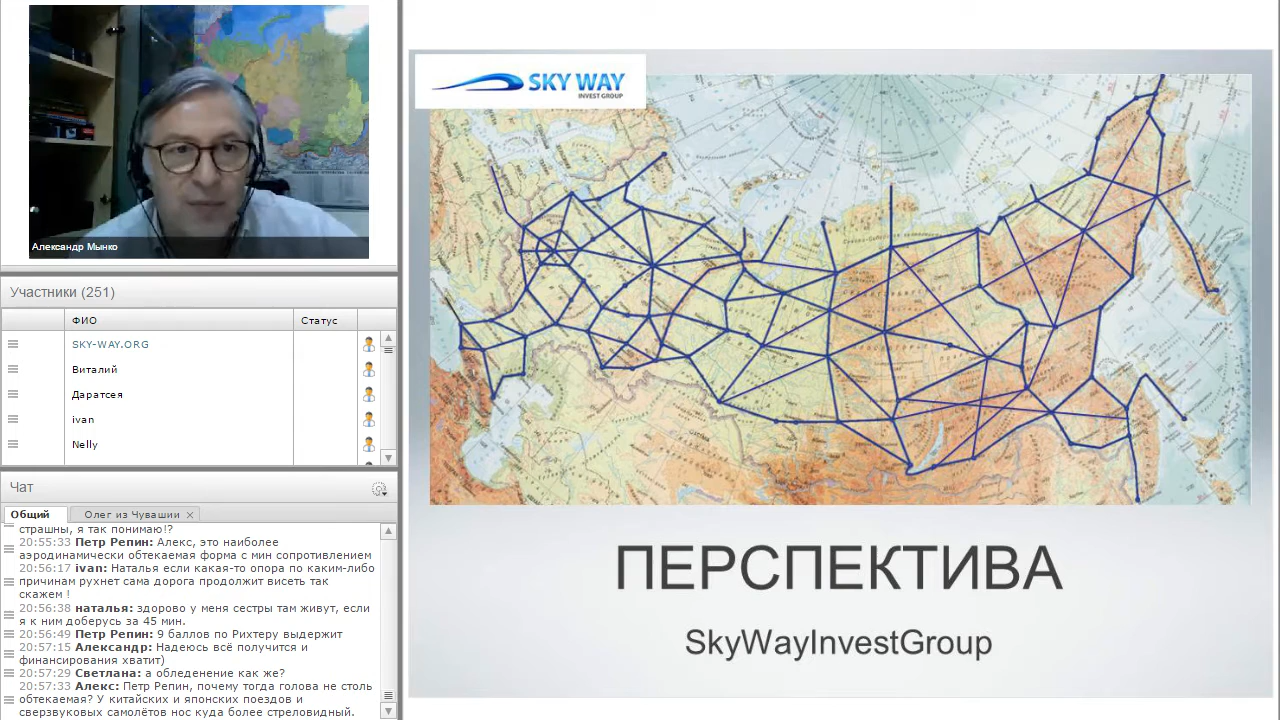 Александр Мынко
Участники (251)
ФИО
Статус
SKY-WAY.ORG
Виталий
Даратсея
ivan
Nelly
Чат
Общий
Олег из Чувашии
страшны, я так понимаю!?
20:55:33 Петр Репин: Алекс, это наиболее
аэродинамически обтекаемая форма с мин сопротивлением
20:56:17 ivan: Наталья если какая-то опора по каким-либо
причинам рухнет сама дорога продолжит висеть так
скажем !
20:56:38 наталья: здорово у меня сестры там живут, если
я к ним доберусь за 45 мин.
20:56:49 Петр Репин: 9 баллов по Рихтеру выдержит
20:57:15 Александр: Надеюсь всё получится и
финансирования хватит)
20:57:29 Светлана: а обледенение как же?
20:57:33 Алекс: Петр Репин, почему тогда голова не столь
обтекаемая? У китайских и японских поездов и
сверзвуковых самолётов нос куда более стреловидный.
SKY WAY
INVEST GROUP
ПЕРСПЕКТИВА
SkyWayInvestGroup